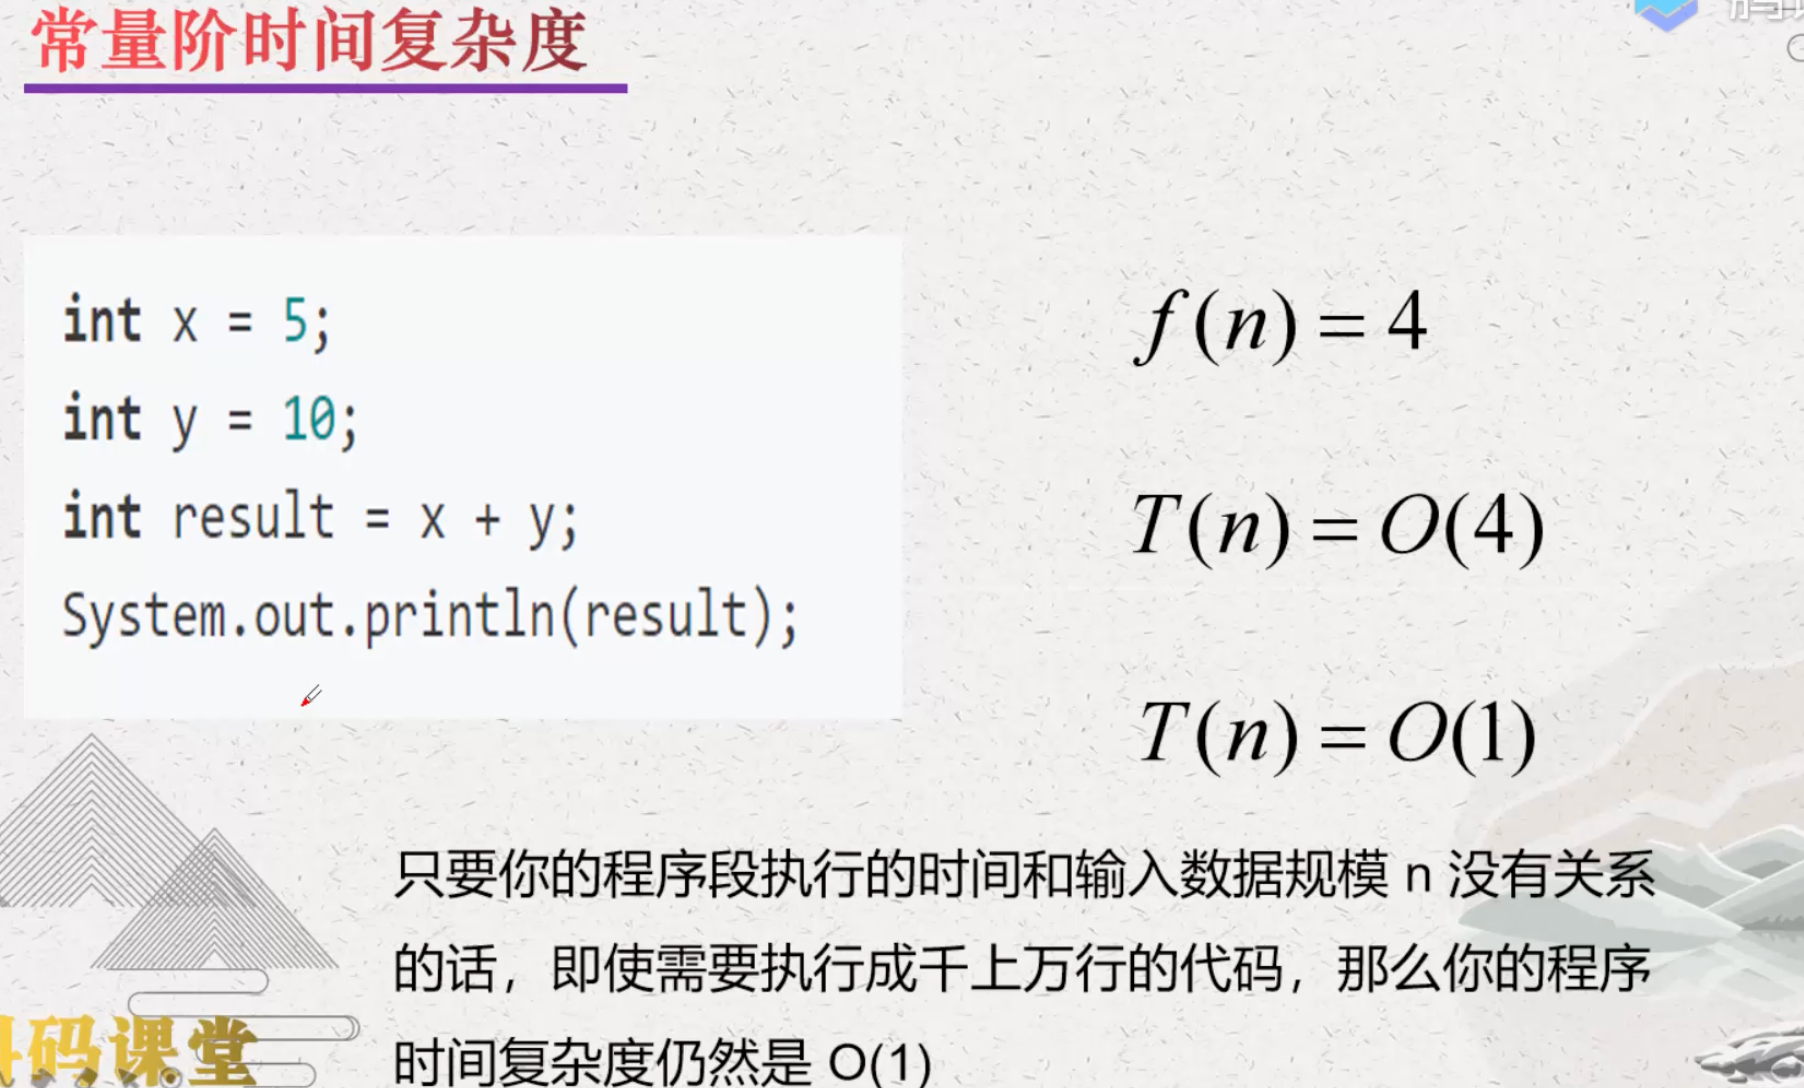 常量阶时间复杂度
int x = 5;
int y = 10;
int result = x + y;
System.out.println(result);
f(n) = 4
T(n) = O(4)
T(n) = O(1)
只要你的程序段执行的时间和输入数据规模 n 没有关系
的话，即使需要执行成千上万行的代码，那么你的程序
时间复杂度仍然是 O(1)
码课堂